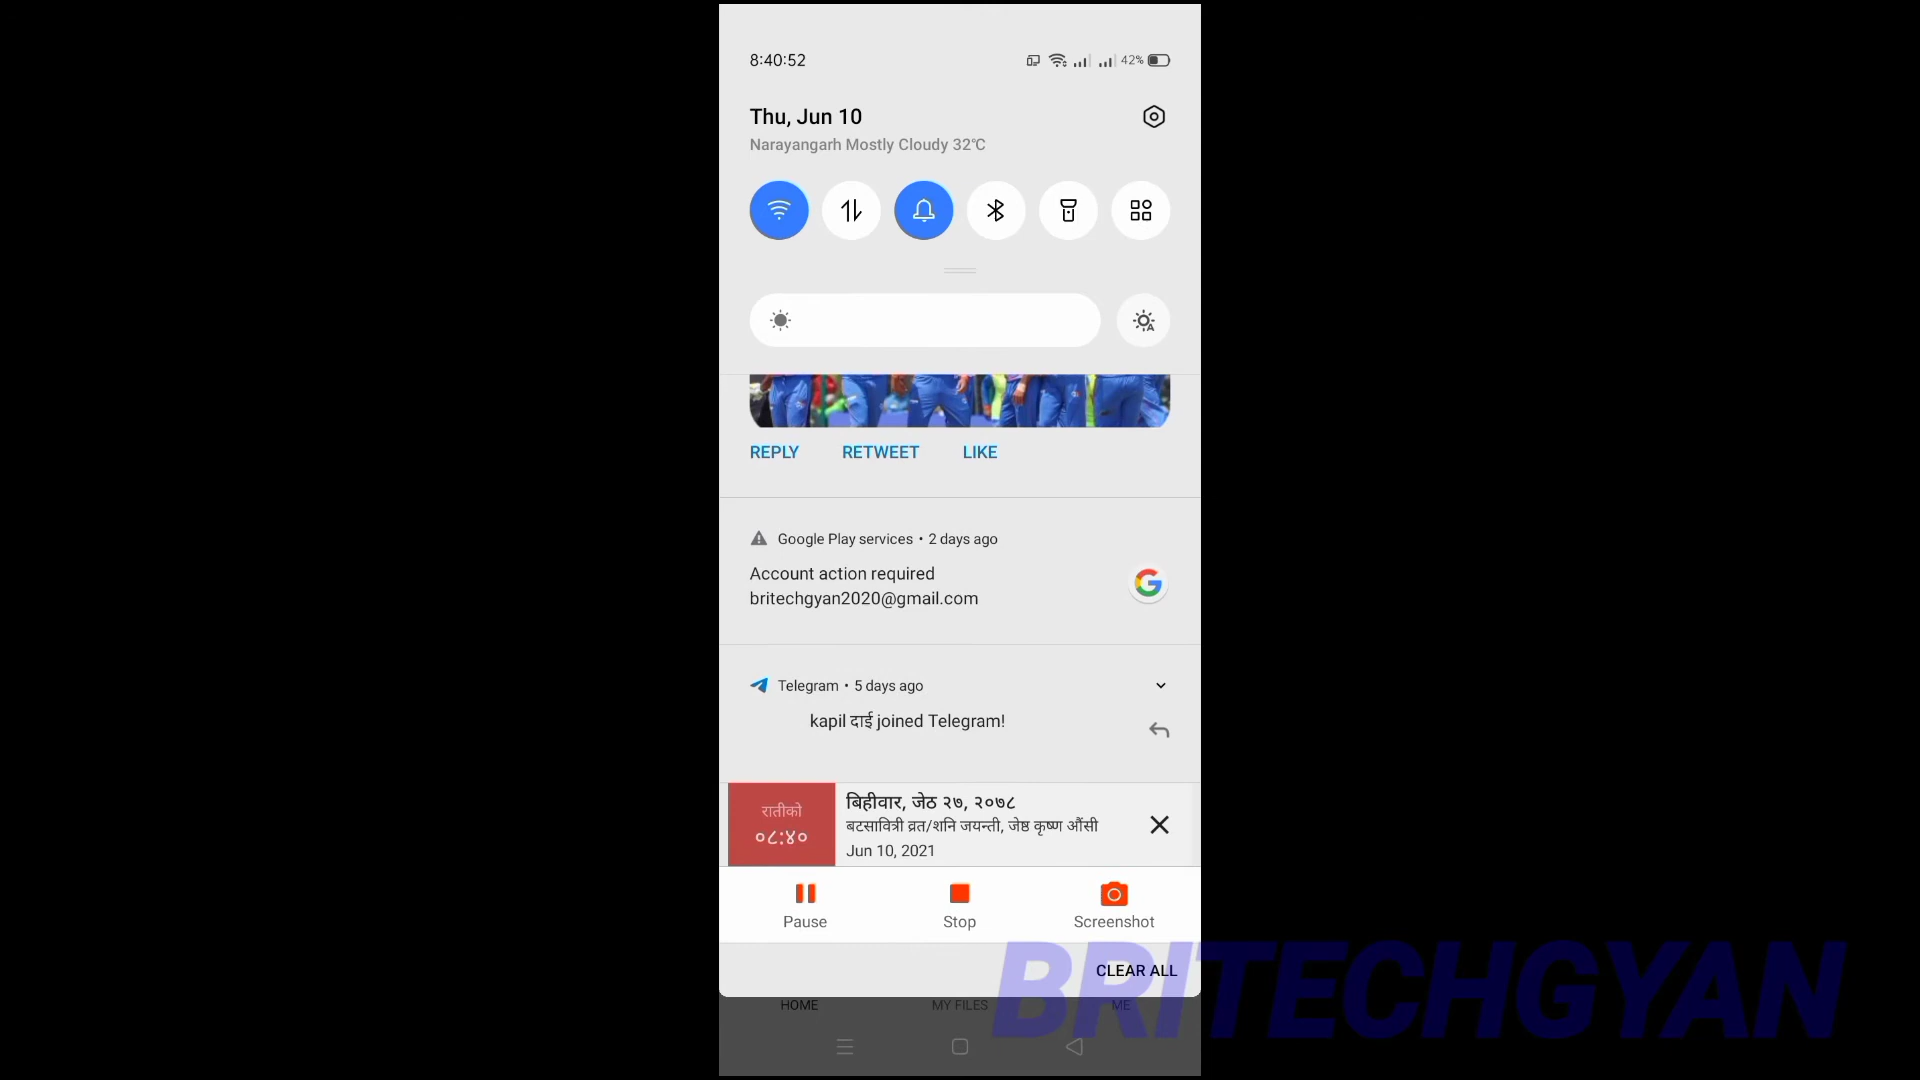 8:40:52
42%
Thu, Jun 10
Narayangarh Mostly Cloudy 32℃
REPLY
RETWEET
LIKE
Google Play services • 2 days ago
Account action required
britechgyan2020@gmail.com
Telegram • 5 days ago
kapil दाई joined Telegram!
रातीको
०८:४०
बिहीवार, जेठ २७, २०७८
बटसावित्री व्रत/शनि जयन्ती, जेष्ठ कृष्ण औंसी
Jun 10, 2021
Pause
Stop
Screenshot
CLEAR ALL
HOME
MY FILES
ME
BRITECHGYAN